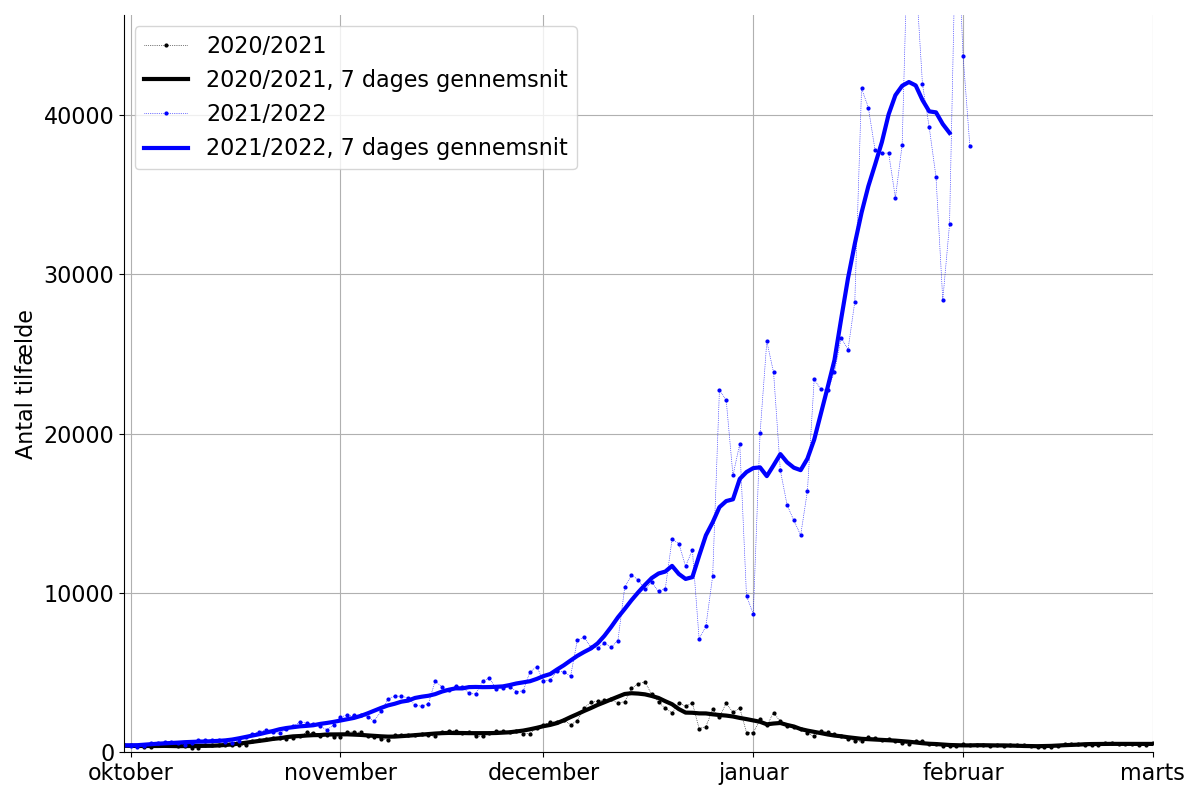 2020/2021
2020/2021, 7 dages gennemsnit
2021/2022
2021/2022, 7 dages gennemsnit
Antal tilfælde
40000
30000
20000
10000
0
oktober november december januar februar marts